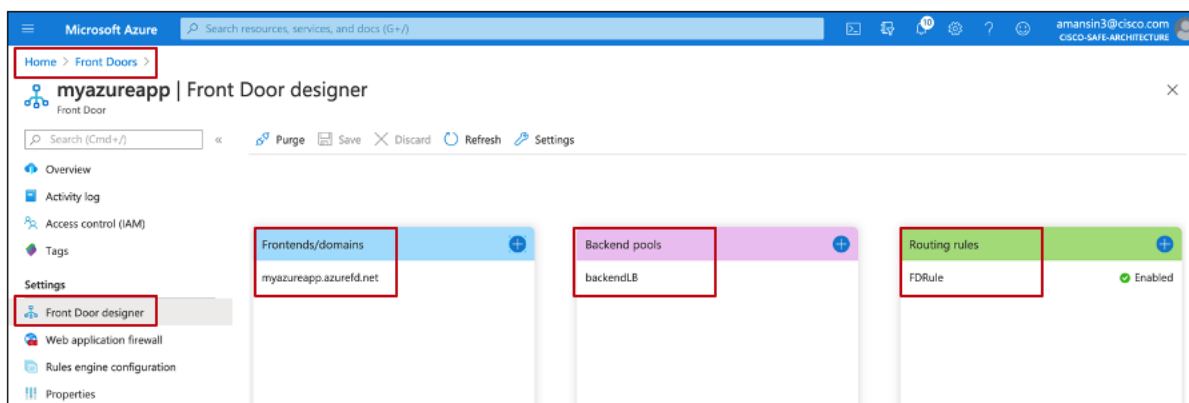 Microsoft Azure
Search resources, services, and docs (G+/)
10
amansin3@cisco.com
CISCO-SAFE-ARCHITECTURE
Home > Front Doors >
myazureapp | Front Door designer
Front Door
Search (Cmd+/)
Purge Save Discard Refresh Settings
Overview
Activity log
Access control (IAM)
Tags
Settings
Front Door designer
Web application firewall
Rules engine configuration
Properties
Frontends/domains
myazureapp.azurefd.net
Backend pools
backendLB
Routing rules
FDRule Enabled